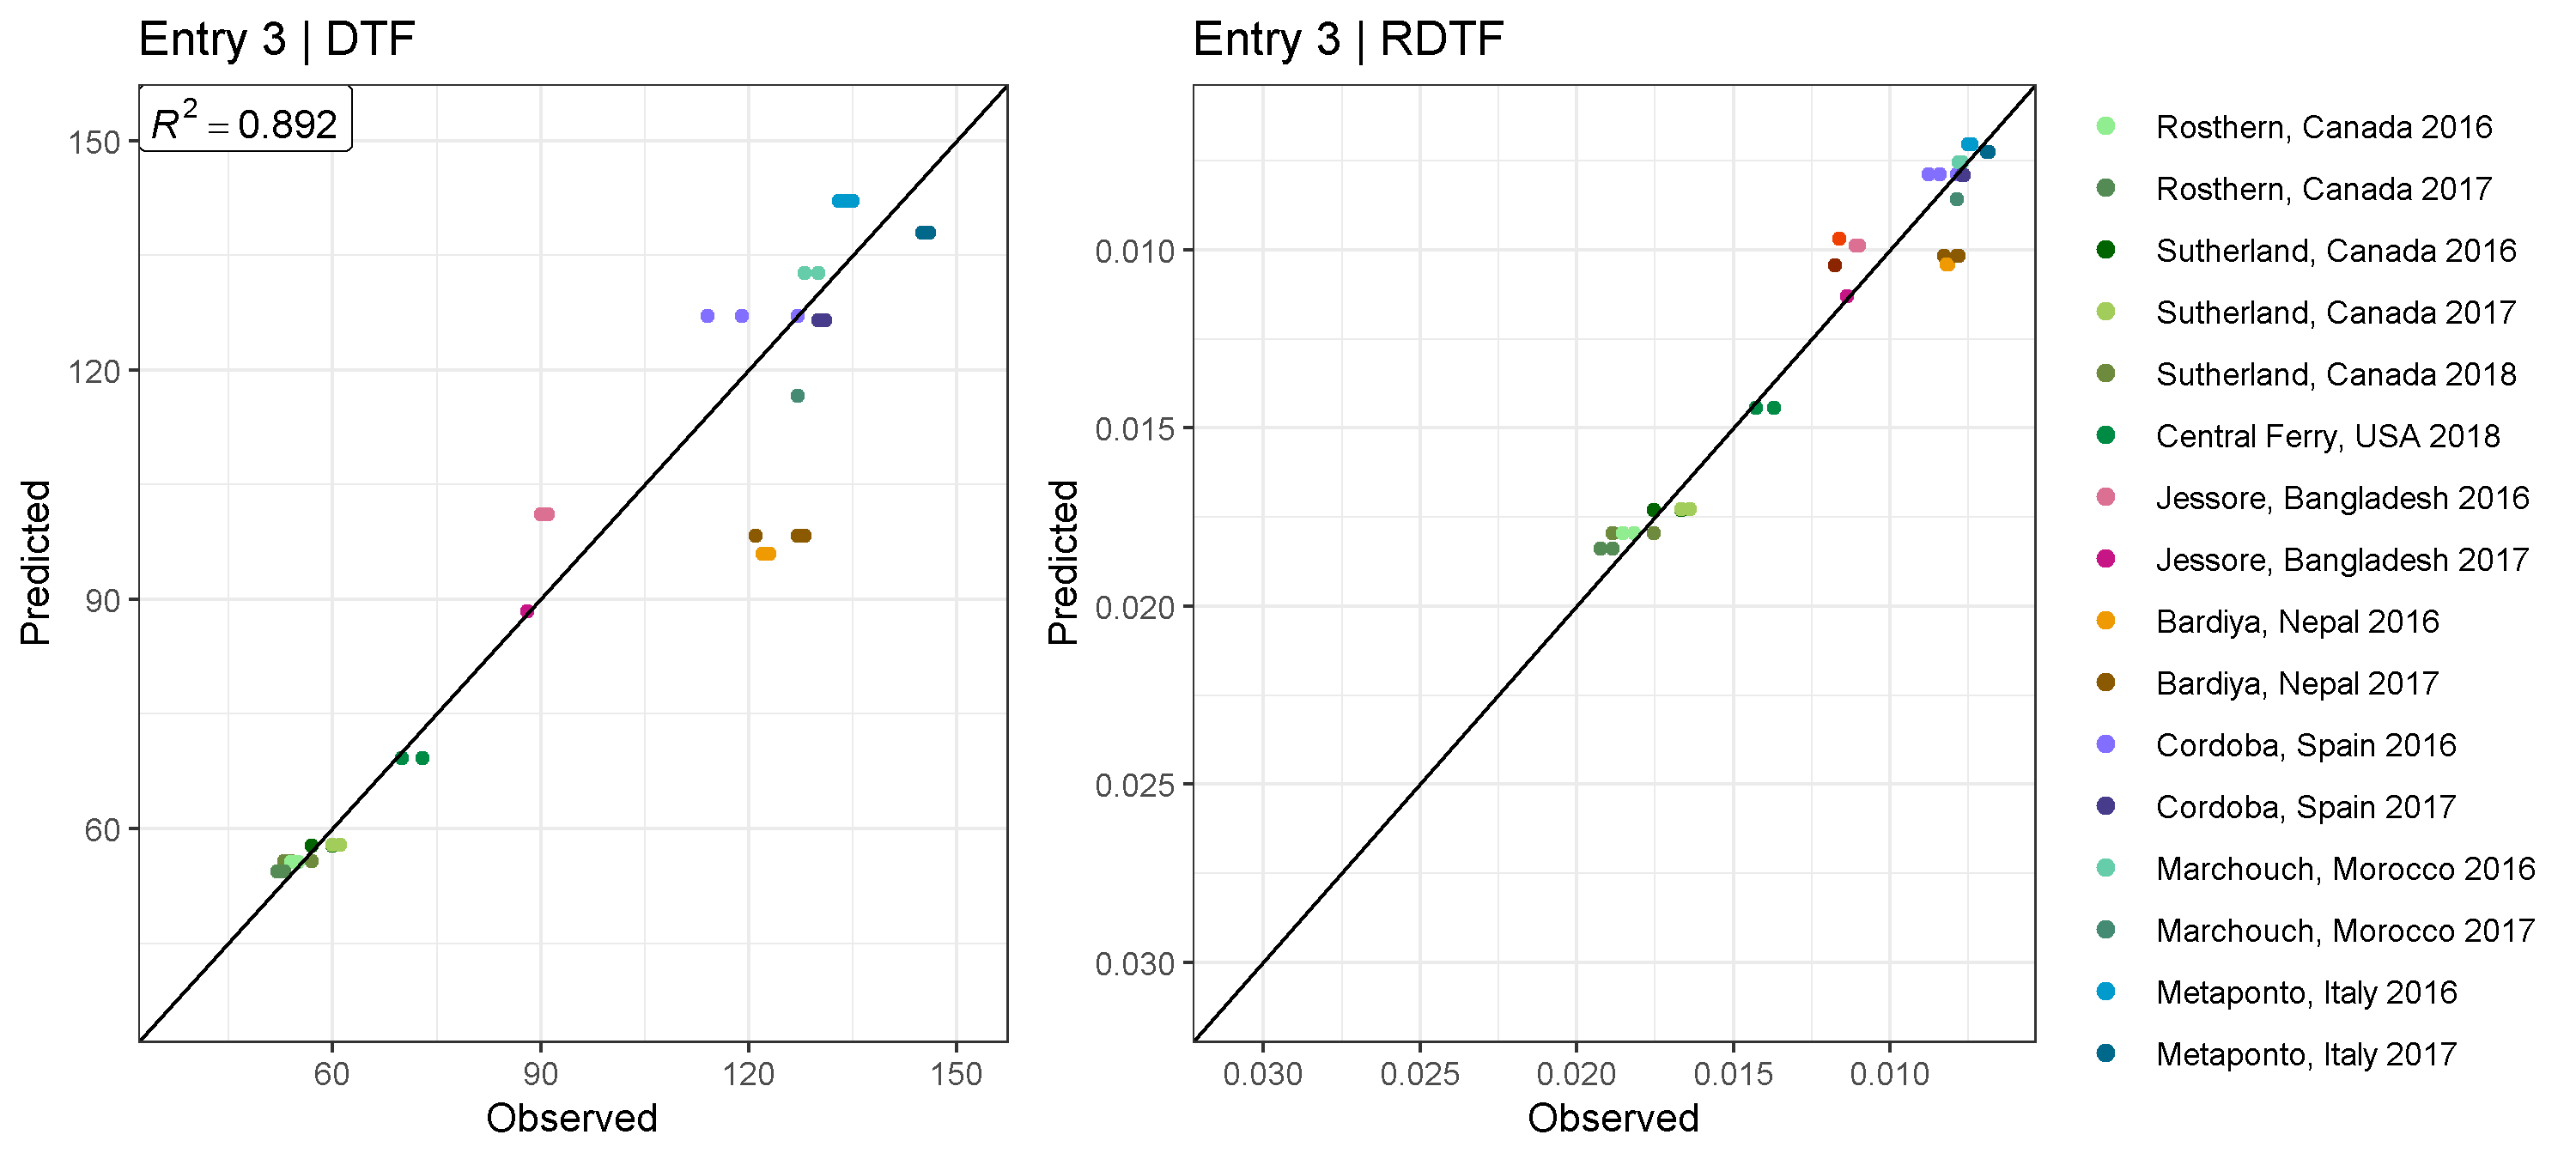 Entry 3 | DTF
R² = 0.892
150
120
90
60
Predicted
60
90
120
150
Observed
Entry 3 | RDTF
0.010
0.015
0.020
0.025
0.030
Predicted
0.030
0.025
0.020
0.015
0.010
Observed
Rosthern, Canada 2016
Rosthern, Canada 2017
Sutherland, Canada 2016
Sutherland, Canada 2017
Sutherland, Canada 2018
Central Ferry, USA 2018
Jessore, Bangladesh 2016
Jessore, Bangladesh 2017
Bardiya, Nepal 2016
Bardiya, Nepal 2017
Cordoba, Spain 2016
Cordoba, Spain 2017
Marchouch, Morocco 2016
Marchouch, Morocco 2017
Metaponto, Italy 2016
Metaponto, Italy 2017